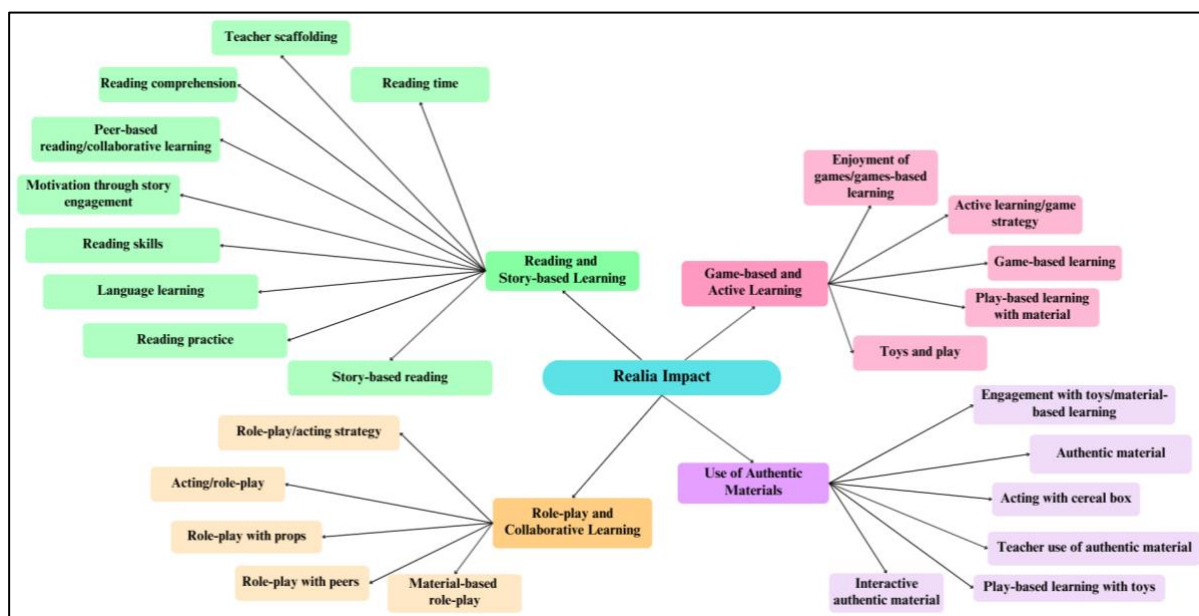 Teacher scaffolding
Reading comprehension
Reading time
Peer-based
reading/collaborative learning
Motivation through story
engagement
Reading skills
Language learning
Reading practice
Story-based reading
Reading and
Story-based Learning
Enjoyment of
games/games-based
learning
Active learning/game
strategy
Game-based learning
Play-based learning
with material
Toys and play
Game-based and
Active Learning
Realia Impact
Role-play/acting strategy
Acting/role-play
Role-play with props
Role-play with peers
Material-based
role-play
Role-play and
Collaborative Learning
Use of Authentic
Materials
Engagement with toys/material-
based learning
Authentic material
Acting with cereal box
Teacher use of authentic material
Play-based learning with toys
Interactive
authentic material